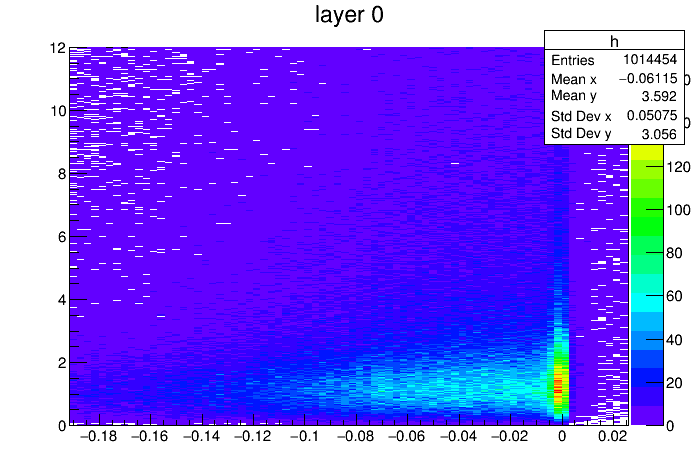 layer 0
h
Entries 1014454
Mean x −0.06115
Mean y 3.592
Std Dev x 0.05075
Std Dev y 3.056
12
10
8
6
4
2
0
−0.18 −0.16 −0.14 −0.12 −0.1 −0.08 −0.06 −0.04 −0.02 0 0.02
120
100
80
60
40
20
0